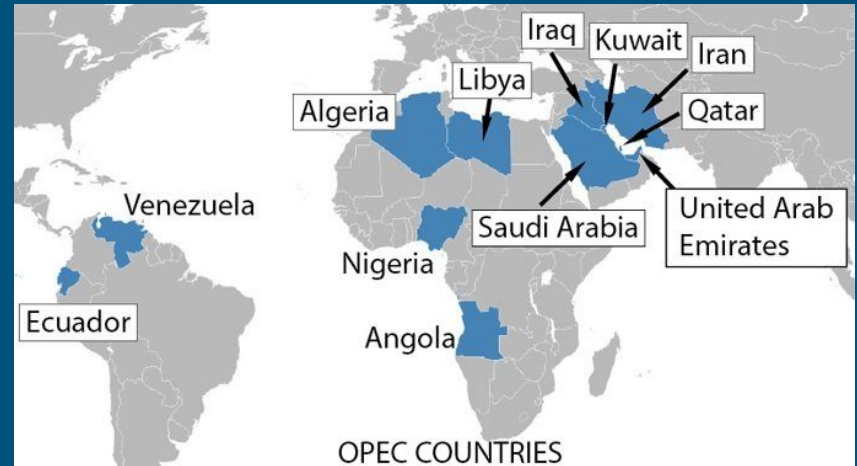 Iraq
Kuwait
Iran
Libya
Algeria
Qatar
Venezuela
Saudi Arabia
United Arab
Emirates
Nigeria
Ecuador
Angola
OPEC COUNTRIES